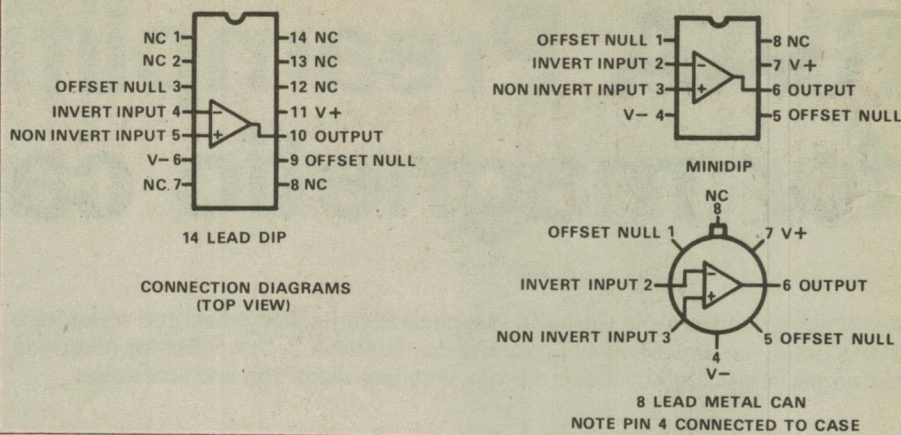 NC 1
NC 2
OFFSET NULL 3
INVERT INPUT 4
NON INVERT INPUT 5
V− 6
NC. 7
14 NC
13 NC
12 NC
11 V+
10 OUTPUT
9 OFFSET NULL
8 NC
− +
14 LEAD DIP
CONNECTION DIAGRAMS
(TOP VIEW)
OFFSET NULL 1
INVERT INPUT 2
NON INVERT INPUT 3
V− 4
8 NC
7 V+
6 OUTPUT
5 OFFSET NULL
− +
MINIDIP
NC
8
OFFSET NULL 1
7 V+
INVERT INPUT 2
− +
6 OUTPUT
NON INVERT INPUT 3
5 OFFSET NULL
4
V−
8 LEAD METAL CAN
NOTE PIN 4 CONNECTED TO CASE